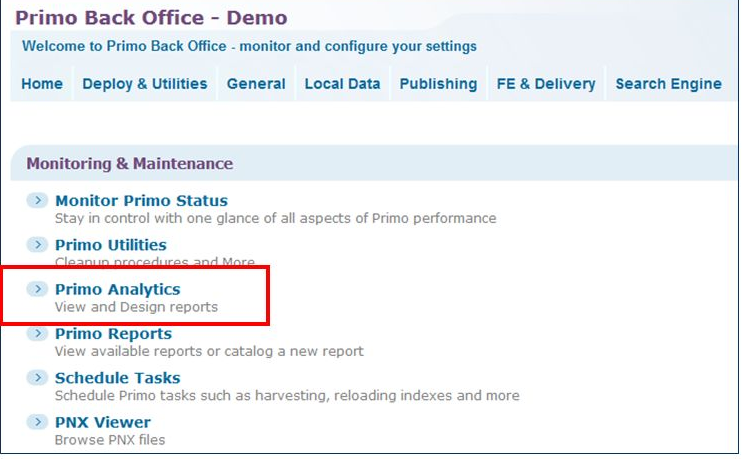 Primo Back Office - Demo
Welcome to Primo Back Office - monitor and configure your settings
Home Deploy & Utilities General Local Data Publishing FE & Delivery Search Engine
Monitoring & Maintenance
Monitor Primo Status
Stay in control with one glance of all aspects of Primo performance
Primo Utilities
Cleanup procedures and More
Primo Analytics
View and Design reports
Primo Reports
View available reports or catalog a new report
Schedule Tasks
Schedule Primo tasks such as harvesting, reloading indexes and more
PNX Viewer
Browse PNX files